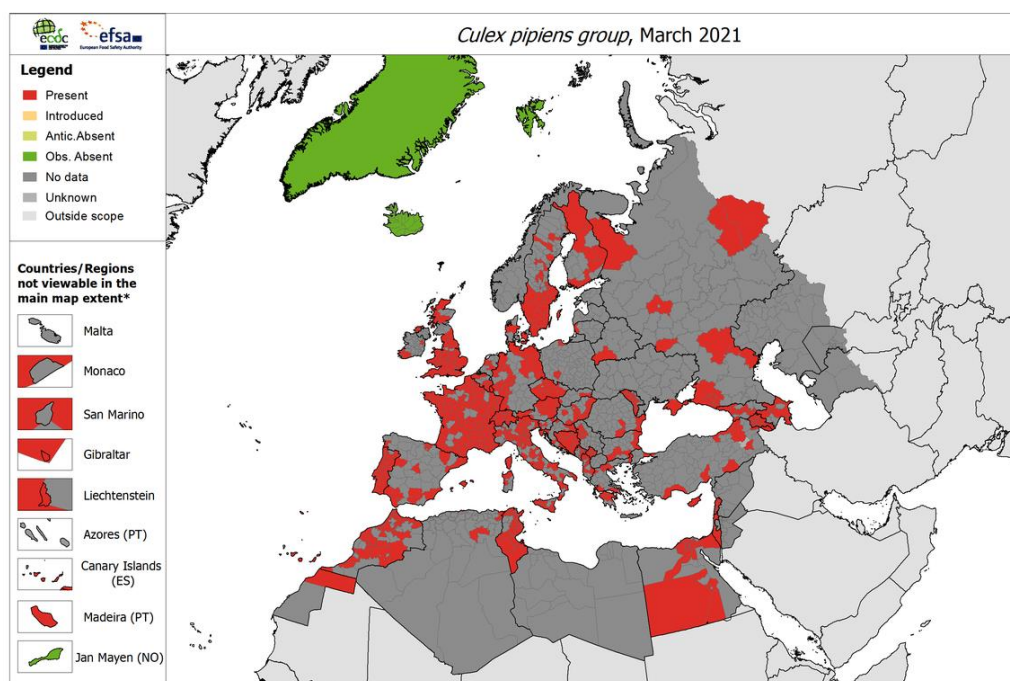 ecdc
efsa
European Food Safety Authority
Culex pipiens group, March 2021
Legend
Present
Introduced
Antic.Absent
Obs. Absent
No data
Unknown
Outside scope
Countries/Regions
not viewable in the
main map extent*
Malta
Monaco
San Marino
Gibraltar
Liechtenstein
Azores (PT)
Canary Islands
(ES)
Madeira (PT)
Jan Mayen (NO)